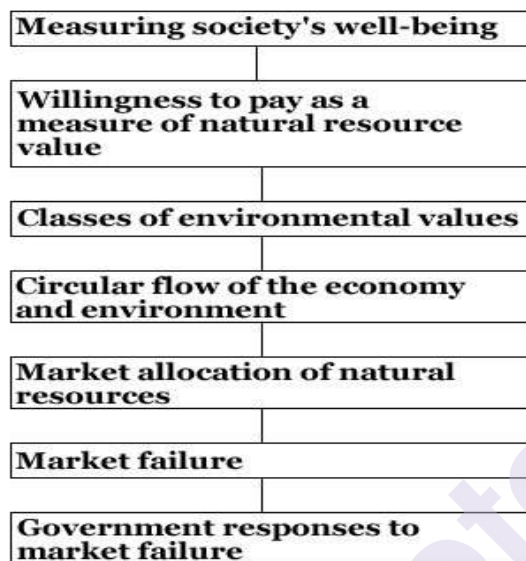 Measuring society's well-being
Willingness to pay as a
measure of natural resource
value
Classes of environmental values
Circular flow of the economy
and environment
Market allocation of natural
resources
Market failure
Government responses to
market failure